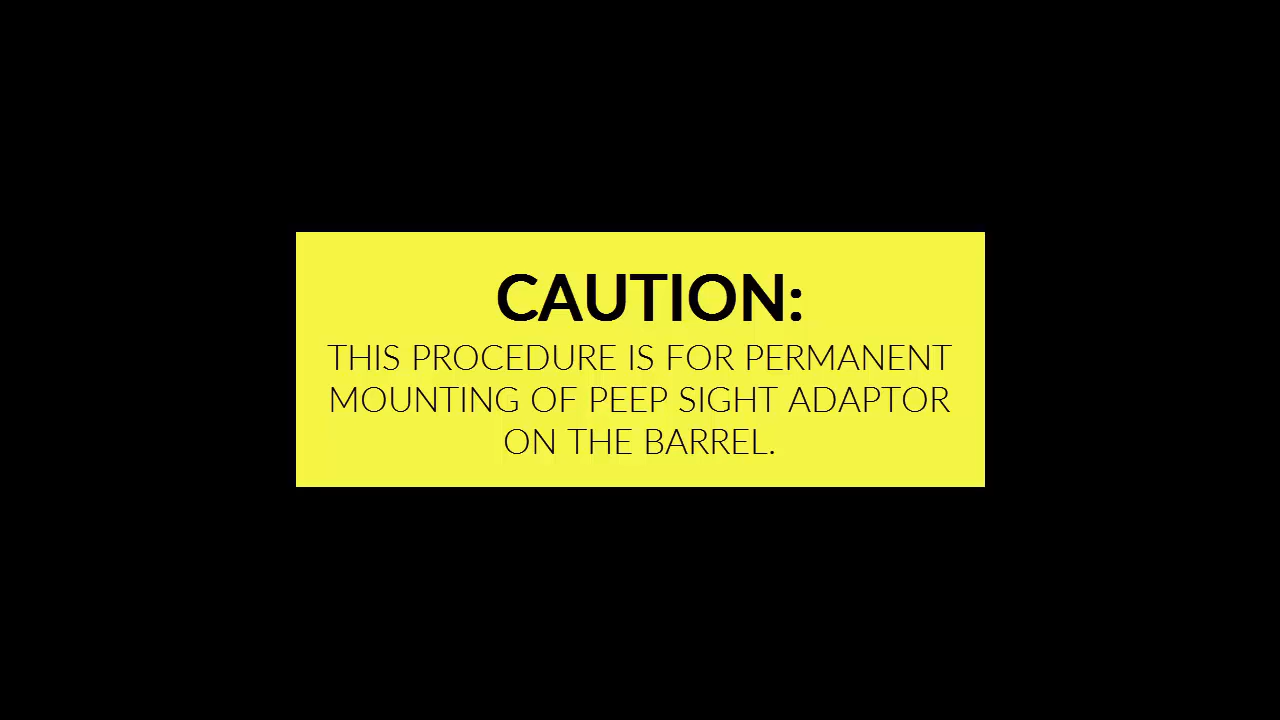 CAUTION:
THIS PROCEDURE IS FOR PERMANENT
MOUNTING OF PEEP SIGHT ADAPTOR
ON THE BARREL.